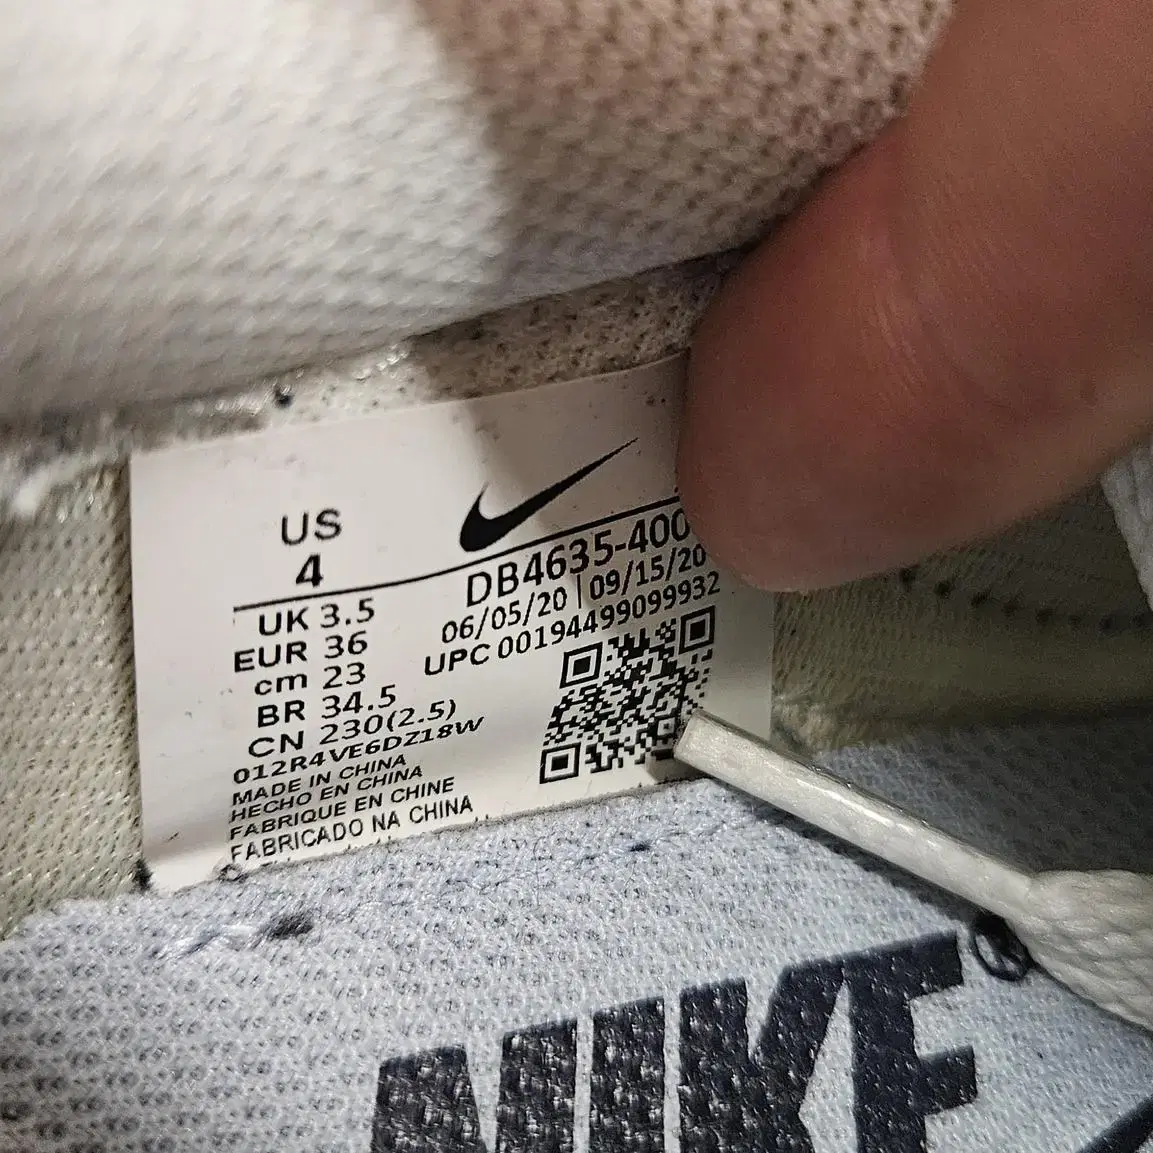 US
4
UK 3.5
EUR 36
cm 23
BR 34.5
CN 230(2.5)
012R4VE6DZ18W
MADE IN CHINA
HECHO EN CHINA
FABRIQUE EN CHINE
FABRICADO NA CHINA
DB4635-400
06/05/20 | 09/15/20
UPC 00194499099932
NIKE